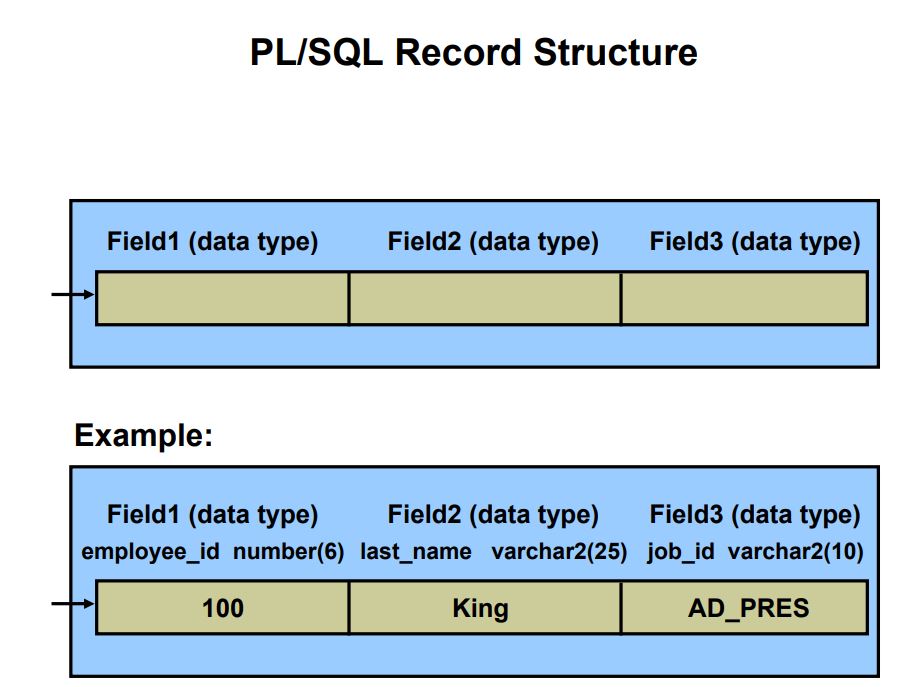 PL/SQL Record Structure
Field1 (data type) Field2 (data type) Field3 (data type)
Example:
Field1 (data type) Field2 (data type) Field3 (data type)
employee_id number(6) last_name varchar2(25) job_id varchar2(10)
100 King AD_PRES